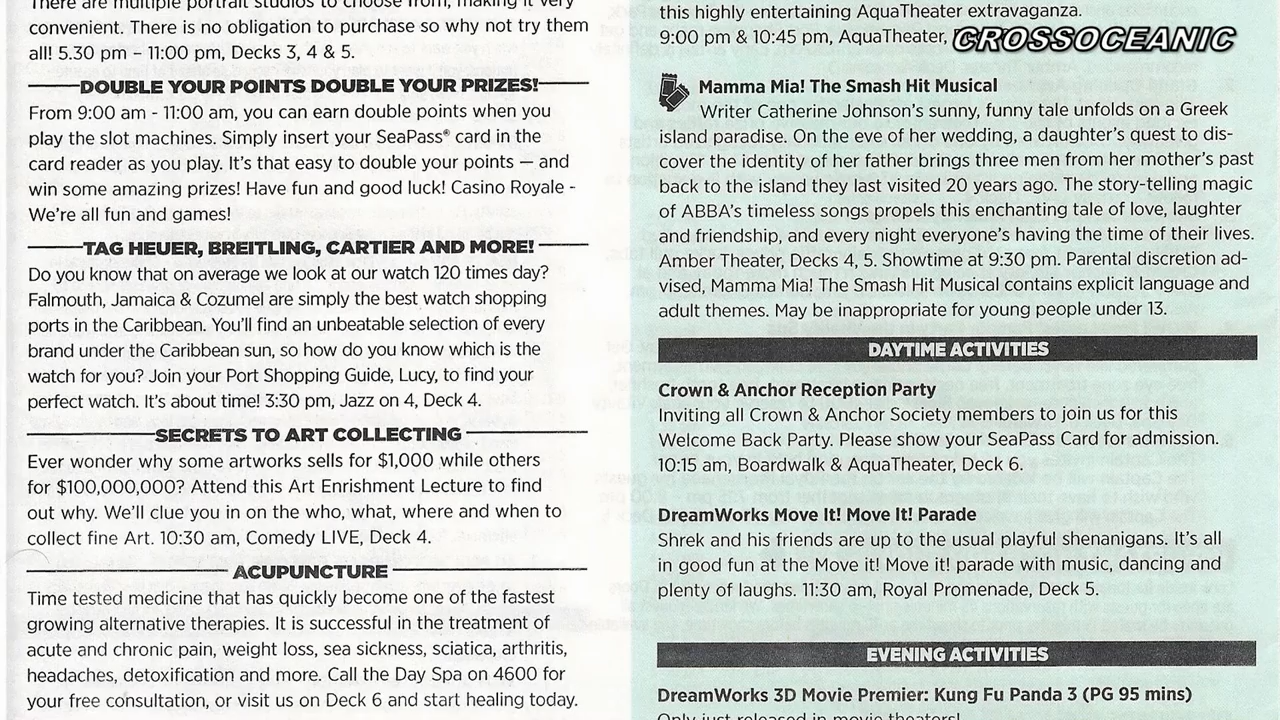 There are multiple portrait studios to choose from, making it very
convenient. There is no obligation to purchase so why not try them
all! 5.30 pm - 11:00 pm, Decks 3, 4 & 5.
DOUBLE YOUR POINTS DOUBLE YOUR PRIZES!
From 9:00 am - 11:00 am, you can earn double points when you
play the slot machines. Simply insert your SeaPass® card in the
card reader as you play. It's that easy to double your points — and
win some amazing prizes! Have fun and good luck! Casino Royale -
We're all fun and games!
TAG HEUER, BREITLING, CARTIER AND MORE!
Do you know that on average we look at our watch 120 times day?
Falmouth, Jamaica & Cozumel are simply the best watch shopping
ports in the Caribbean. You'll find an unbeatable selection of every
brand under the Caribbean sun, so how do you know which is the
watch for you? Join your Port Shopping Guide, Lucy, to find your
perfect watch. It's about time! 3:30 pm, Jazz on 4, Deck 4.
SECRETS TO ART COLLECTING
Ever wonder why some artworks sells for $1,000 while others
for $100,000,000? Attend this Art Enrishment Lecture to find
out why. We'll clue you in on the who, what, where and when to
collect fine Art. 10:30 am, Comedy LIVE, Deck 4.
ACUPUNCTURE
Time tested medicine that has quickly become one of the fastest
growing alternative therapies. It is successful in the treatment of
acute and chronic pain, weight loss, sea sickness, sciatica, arthritis,
headaches, detoxification and more. Call the Day Spa on 4600 for
your free consultation, or visit us on Deck 6 and start healing today.
this highly entertaining AquaTheater extravaganza.
9:00 pm & 10:45 pm, AquaTheater,
CROSSOCEANIC
Mamma Mia! The Smash Hit Musical
Writer Catherine Johnson's sunny, funny tale unfolds on a Greek
island paradise. On the eve of her wedding, a daughter's quest to dis-
cover the identity of her father brings three men from her mother's past
back to the island they last visited 20 years ago. The story-telling magic
of ABBA's timeless songs propels this enchanting tale of love, laughter
and friendship, and every night everyone's having the time of their lives.
Amber Theater, Decks 4, 5. Showtime at 9:30 pm. Parental discretion ad-
vised, Mamma Mia! The Smash Hit Musical contains explicit language and
adult themes. May be inappropriate for young people under 13.
DAYTIME ACTIVITIES
Crown & Anchor Reception Party
Inviting all Crown & Anchor Society members to join us for this
Welcome Back Party. Please show your SeaPass Card for admission.
10:15 am, Boardwalk & AquaTheater, Deck 6.
DreamWorks Move It! Move It! Parade
Shrek and his friends are up to the usual playful shenanigans. It's all
in good fun at the Move it! Move it! parade with music, dancing and
plenty of laughs. 11:30 am, Royal Promenade, Deck 5.
EVENING ACTIVITIES
DreamWorks 3D Movie Premier: Kung Fu Panda 3 (PG 95 mins)
Only just released in movie theaters!